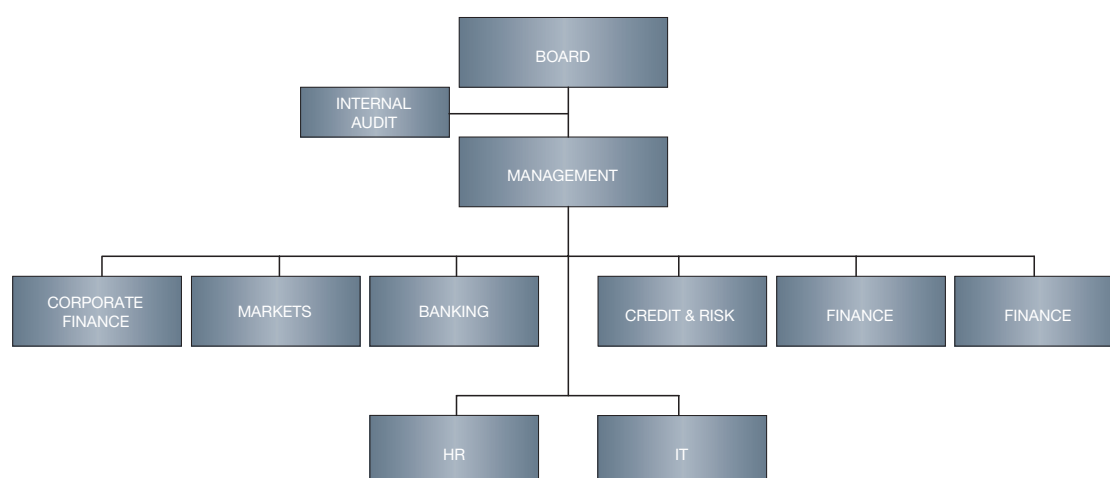 BOARD
INTERNAL
AUDIT
MANAGEMENT
CORPORATE
FINANCE
MARKETS
BANKING
CREDIT & RISK
FINANCE
FINANCE
HR
IT